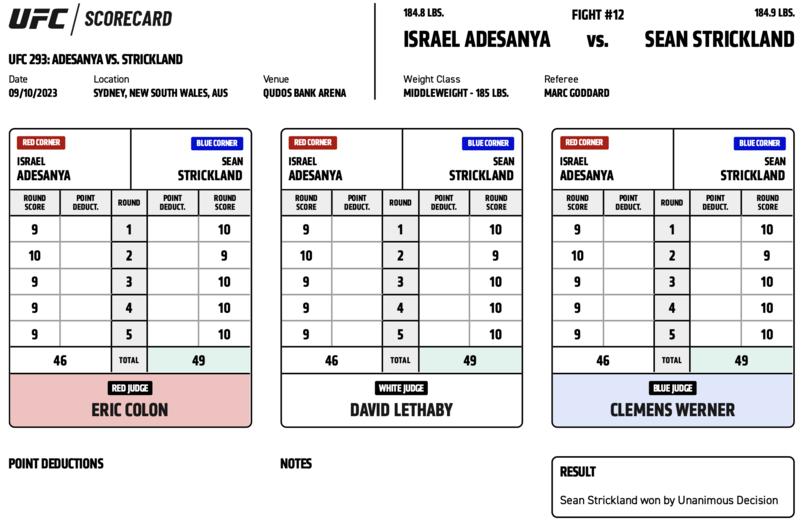 UFC SCORECARD
UFC 293: ADESANYA VS. STRICKLAND
Date Location Venue
09/10/2023 SYDNEY, NEW SOUTH WALES, AUS QUDOS BANK ARENA
184.8 LBS. FIGHT #12 184.9 LBS.
ISRAEL ADESANYA vs. SEAN STRICKLAND
Weight Class Referee
MIDDLEWEIGHT - 185 LBS. MARC GODDARD
RED CORNER BLUE CORNER
ISRAEL SEAN
ADESANYA STRICKLAND
ROUND SCORE POINT DEDUCT. ROUND POINT DEDUCT. ROUND SCORE
9 1 10
10 2 9
9 3 10
9 4 10
9 5 10
46 TOTAL 49
RED JUDGE
ERIC COLON
RED CORNER BLUE CORNER
ISRAEL SEAN
ADESANYA STRICKLAND
ROUND SCORE POINT DEDUCT. ROUND POINT DEDUCT. ROUND SCORE
9 1 10
10 2 9
9 3 10
9 4 10
9 5 10
46 TOTAL 49
WHITE JUDGE
DAVID LETHABY
RED CORNER BLUE CORNER
ISRAEL SEAN
ADESANYA STRICKLAND
ROUND SCORE POINT DEDUCT. ROUND POINT DEDUCT. ROUND SCORE
9 1 10
10 2 9
9 3 10
9 4 10
9 5 10
46 TOTAL 49
BLUE JUDGE
CLEMENS WERNER
POINT DEDUCTIONS
NOTES
RESULT
Sean Strickland won by Unanimous Decision